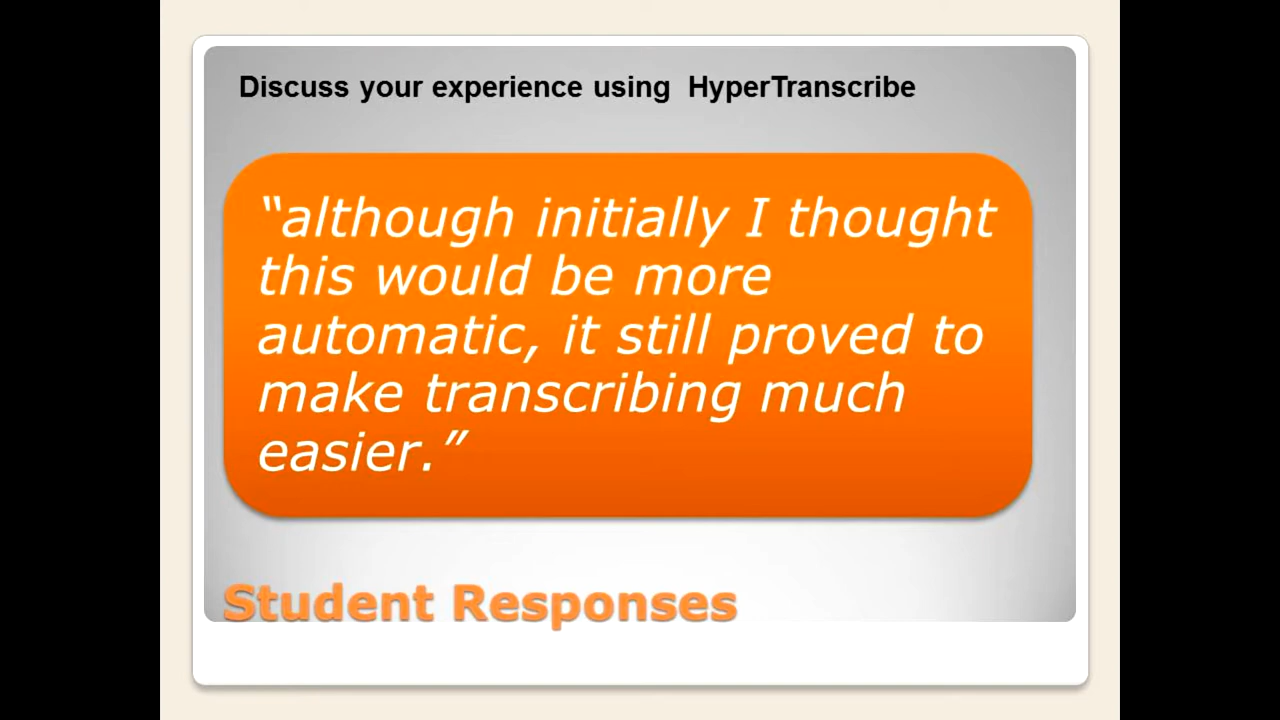 Discuss your experience using HyperTranscribe
“although initially I thought
this would be more
automatic, it still proved to
make transcribing much
easier.”
Student Responses